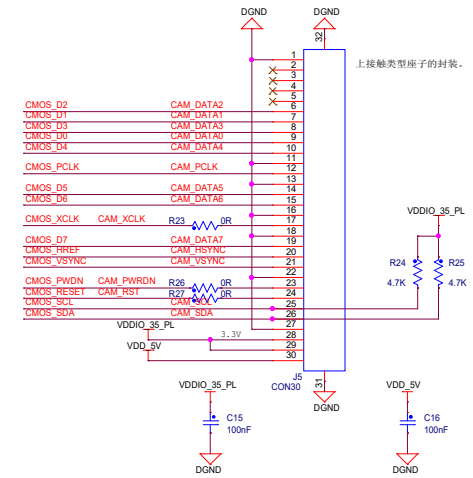 DGND
DGND
32
上接触类型座子的封装。
1
2
3
4
5
6
CMOS_D2 CAM_DATA2
7
CMOS_D1 CAM_DATA1
8
CMOS_D3 CAM_DATA3
9
CMOS_D0 CAM_DATA0
10
CMOS_D4 CAM_DATA4
11
12
CMOS_PCLK CAM_PCLK
13
14
CMOS_D5 CAM_DATA5
15
CMOS_D6 CAM_DATA6
16
17
CMOS_XCLK CAM_XCLK R23 0R
VDDIO_35_PL
18
19
CMOS_D7 CAM_DATA7
20
CMOS_HREF CAM_HSYNC
21
CMOS_VSYNC CAM_VSYNC
22
R24 R25
23
CMOS_PWDN CAM_PWRDN R26 0R
4.7K 4.7K
24
CMOS_RESET CAM_RST R27 0R
25
CMOS_SCL CAM_SCL
26
CMOS_SDA CAM_SDA
27
VDDIO_35_PL
28
3.3V
29
VDD_5V
30
J5
CON30
31
DGND
VDDIO_35_PL
VDD_5V
C15
100nF
C16
100nF
DGND
DGND